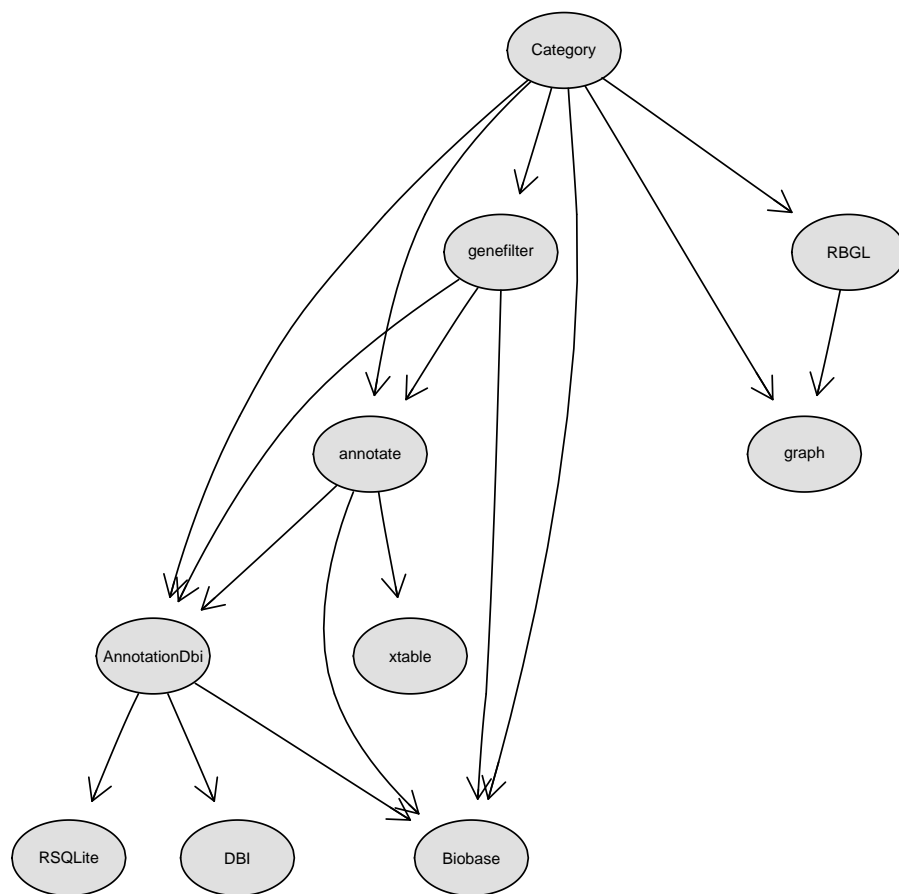 Category
genefilter
RBGL
annotate
graph
AnnotationDbi
xtable
RSQLite
DBI
Biobase